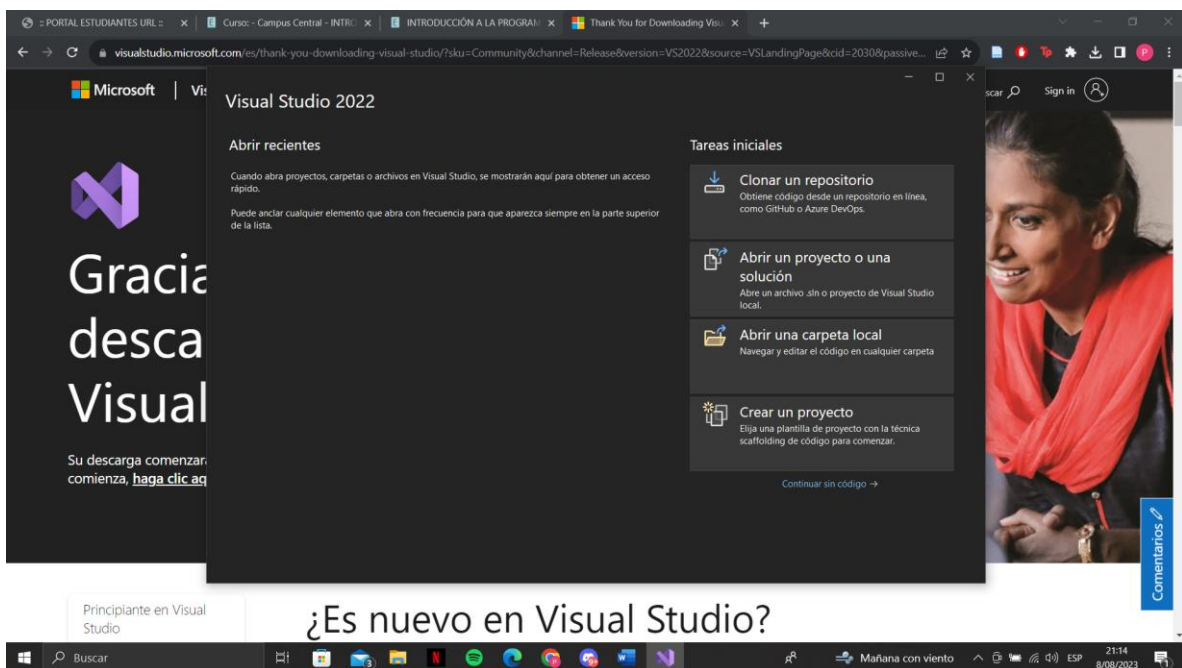 :: PORTAL ESTUDIANTES URL ::
Curso: - Campus Central - INTRO
INTRODUCCIÓN A LA PROGRAM
Thank You for Downloading Visu
visualstudio.microsoft.com/es/thank-you-downloading-visual-studio/?sku=Community&channel=Release&version=VS2022&source=VSLandingPage&cid=2030&passive...
Microsoft
Vis
scar
Sign in
Visual Studio 2022
Abrir recientes
Cuando abra proyectos, carpetas o archivos en Visual Studio, se mostrarán aquí para obtener un acceso
rápido.
Puede anclar cualquier elemento que abra con frecuencia para que aparezca siempre en la parte superior
de la lista.
Tareas iniciales
Clonar un repositorio
Obtiene código desde un repositorio en línea,
como GitHub o Azure DevOps.
Abrir un proyecto o una
solución
Abre un archivo .sln o proyecto de Visual Studio
local.
Abrir una carpeta local
Navegar y editar el código en cualquier carpeta
Crear un proyecto
Elija una plantilla de proyecto con la técnica
scaffolding de código para comenzar.
Continuar sin código →
Gracia
desca
Visual
Su descarga comenzar
comienza, haga clic aq
Comentarios
Principiante en Visual
Studio
¿Es nuevo en Visual Studio?
Buscar
Mañana con viento
ESP
21:14
8/08/2023